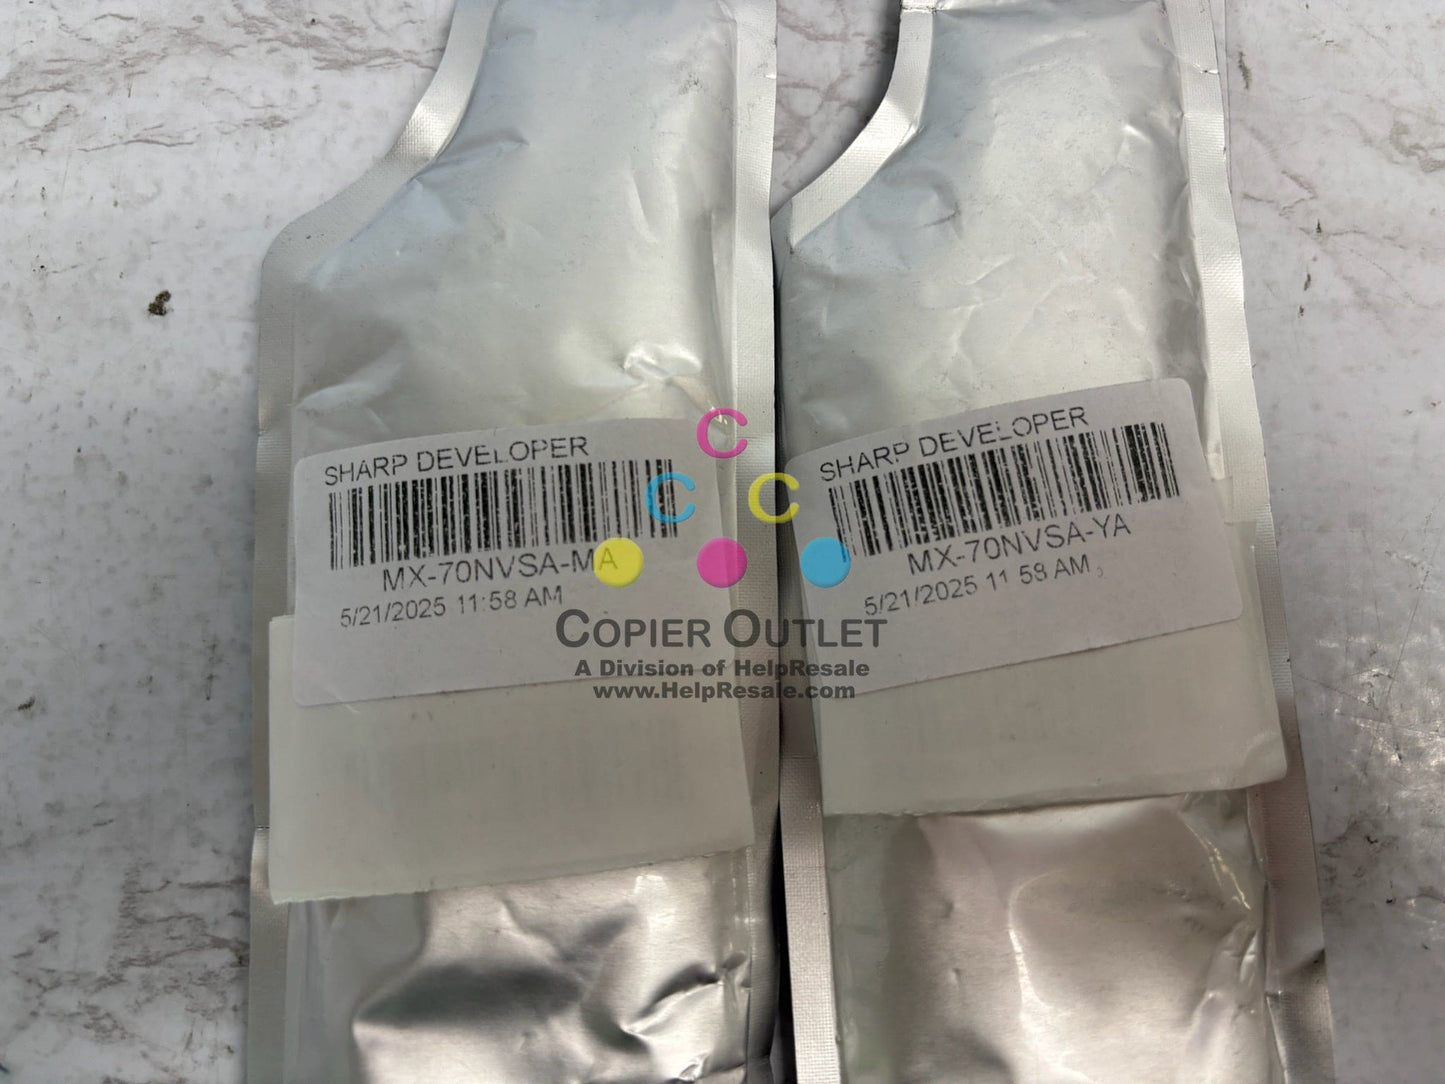 SHARP DEVELOPER
MX-70NVSA-MA
5/21/2025 11:58 AM
SHARP DEVELOPER
MX-70NVSA-YA
5/21/2025 11 58 AM
C
C C
COPIER OUTLET
A Division of HelpResale
www.HelpResale.com